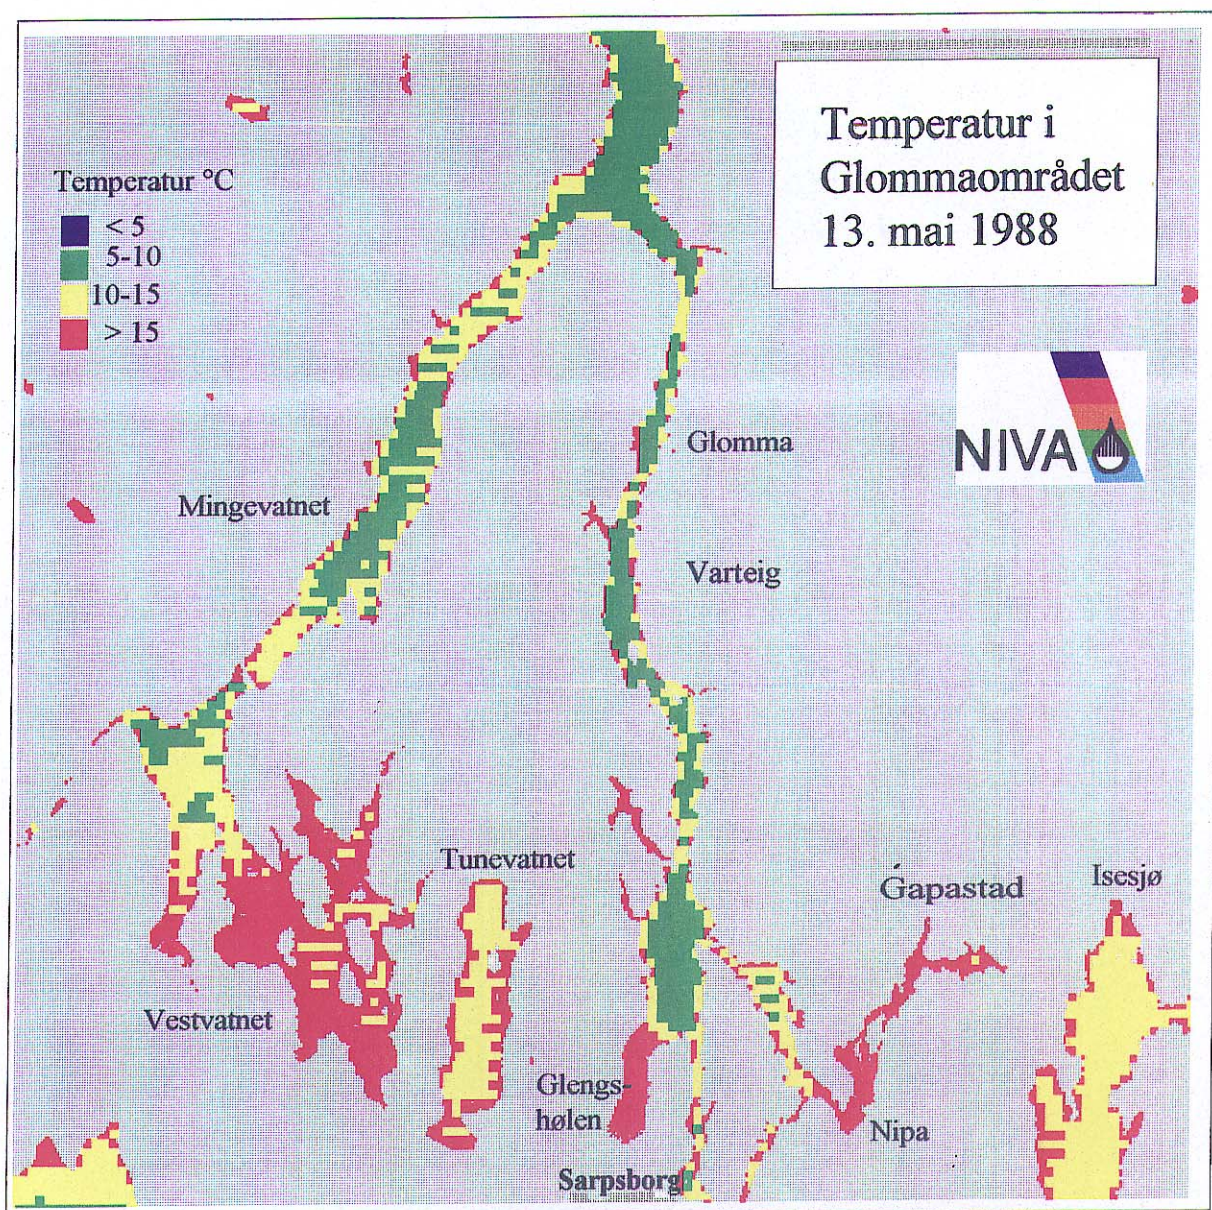 Temperatur i
Glommaområdet
13. mai 1988
Temperatur °C
< 5
5-10
10-15
> 15
NIVA
Glomma
Mingevatnet
Varteig
Tunevatnet
Gapastad
Isesjø
Vestvatnet
Glengs-
hølen
Nipa
Sarpsborg